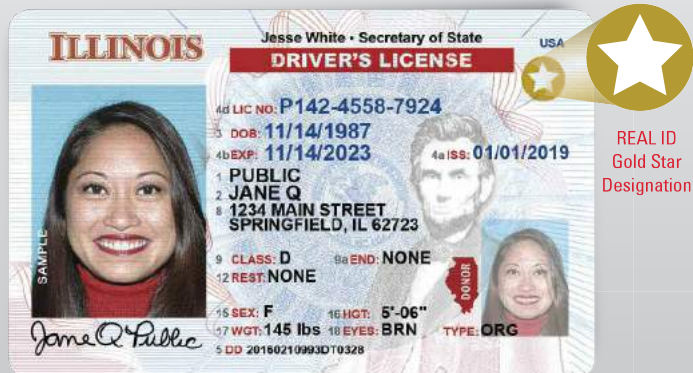 ILLINOIS
Jesse White • Secretary of State
USA
DRIVER'S LICENSE
4d LIC NO: P142-4558-7924
3 DOB: 11/14/1987
4b EXP: 11/14/2023 4a ISS: 01/01/2019
1 PUBLIC
2 JANE Q
8 1234 MAIN STREET
SPRINGFIELD, IL 62723
9 CLASS: D 9a END: NONE
12 REST: NONE
15 SEX: F 16 HGT: 5'-06"
17 WGT: 145 lbs 18 EYES: BRN TYPE: ORG
5 DD 20160210993DT0328
SAMPLE
Jane Q Public
DONOR
REAL ID
Gold Star
Designation